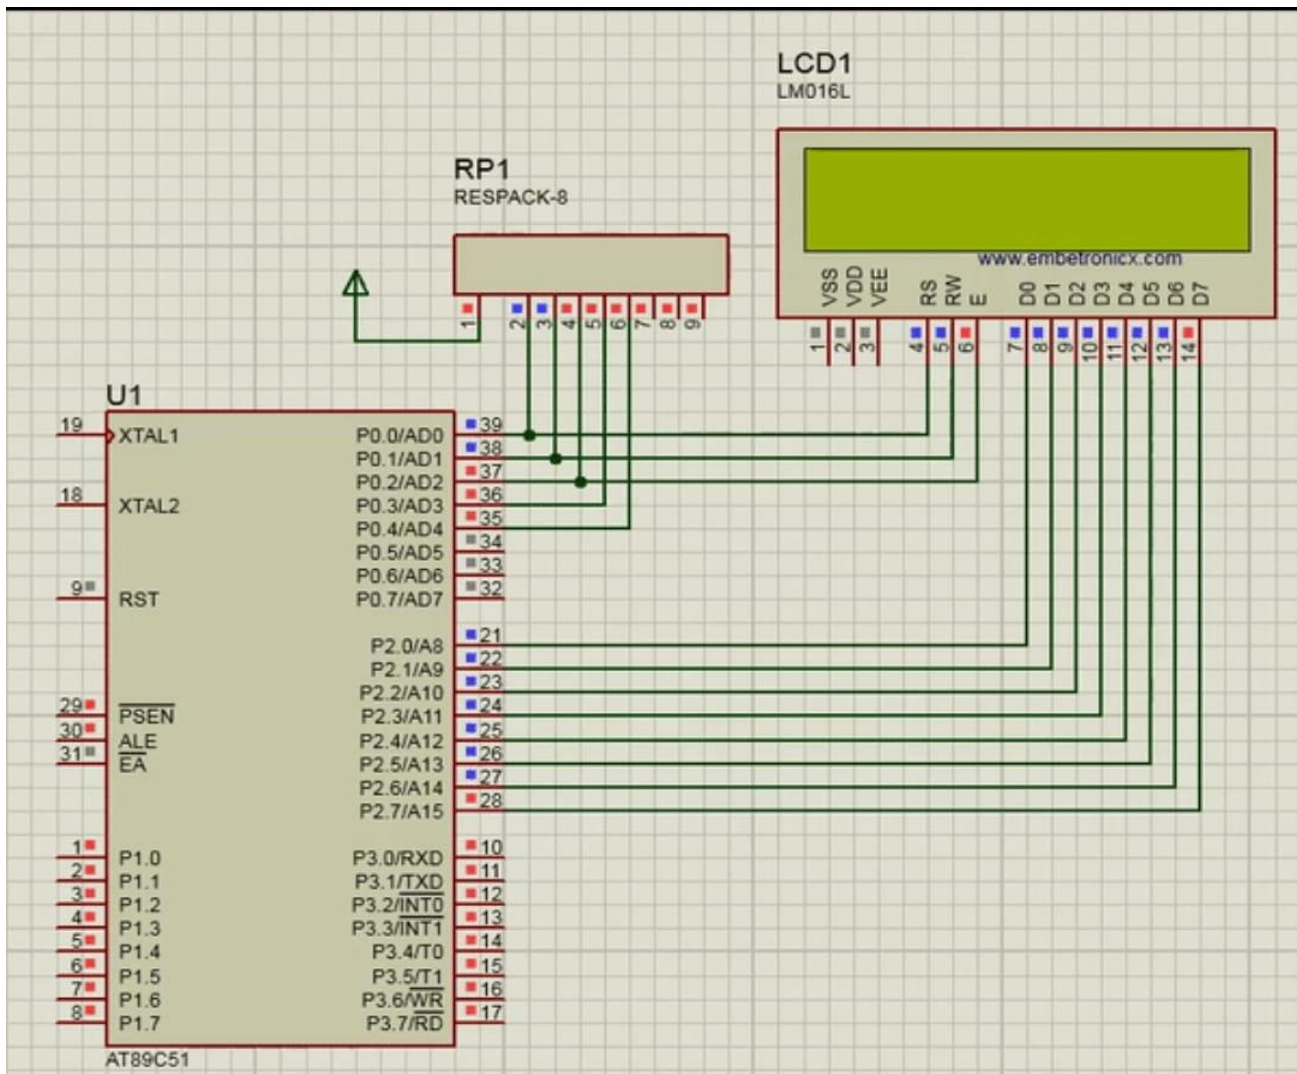 LCD1
LM016L
RP1
RESPACK-8
www.embetronicx.com
VSS VDD VEE RS RW E D0 D1 D2 D3 D4 D5 D6 D7
1 2 3 4 5 6 7 8 9 10 11 12 13 14
1 2 3 4 5 6 7 8 9
U1
19 XTAL1 P0.0/AD0 39
P0.1/AD1 38
P0.2/AD2 37
18 XTAL2 P0.3/AD3 36
P0.4/AD4 35
P0.5/AD5 34
P0.6/AD6 33
9 RST P0.7/AD7 32
P2.0/A8 21
P2.1/A9 22
P2.2/A10 23
29 PSEN P2.3/A11 24
30 ALE P2.4/A12 25
31 EA P2.5/A13 26
P2.6/A14 27
P2.7/A15 28
1 P1.0 P3.0/RXD 10
2 P1.1 P3.1/TXD 11
3 P1.2 P3.2/INT0 12
4 P1.3 P3.3/INT1 13
5 P1.4 P3.4/T0 14
6 P1.5 P3.5/T1 15
7 P1.6 P3.6/WR 16
8 P1.7 P3.7/RD 17
AT89C51